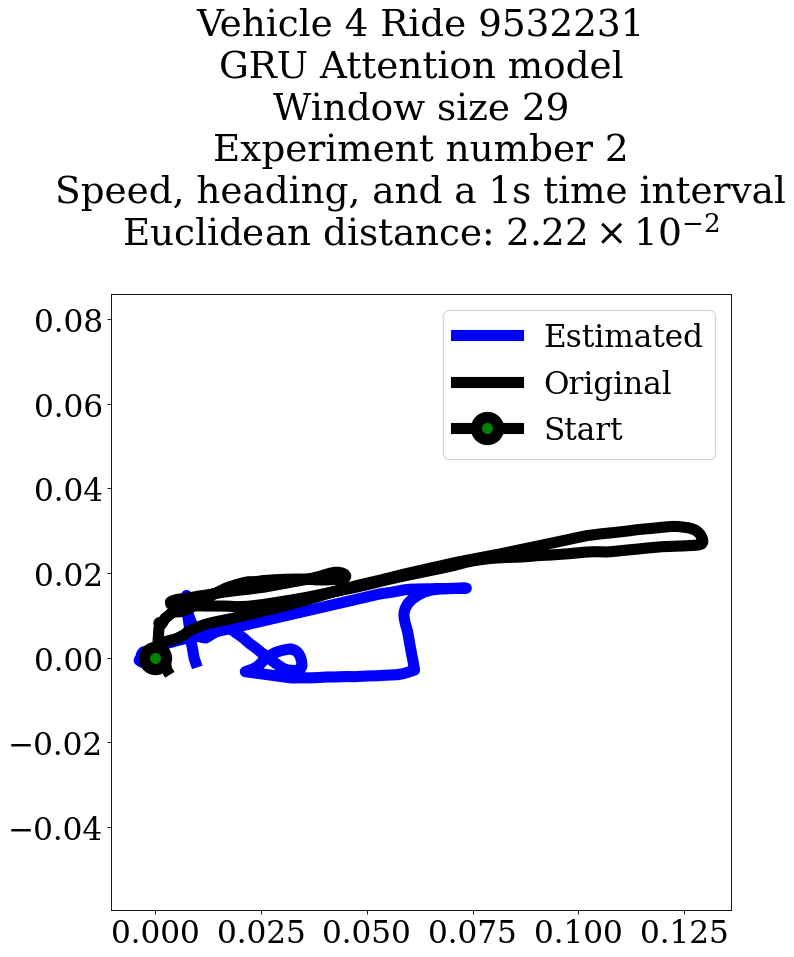 Vehicle 4 Ride 9532231
GRU Attention model
Window size 29
Experiment number 2
Speed, heading, and a 1s time interval
Euclidean distance: 2.22 × 10⁻²
Estimated
Original
Start
0.08
0.06
0.04
0.02
0.00
−0.02
−0.04
0.000 0.025 0.050 0.075 0.100 0.125